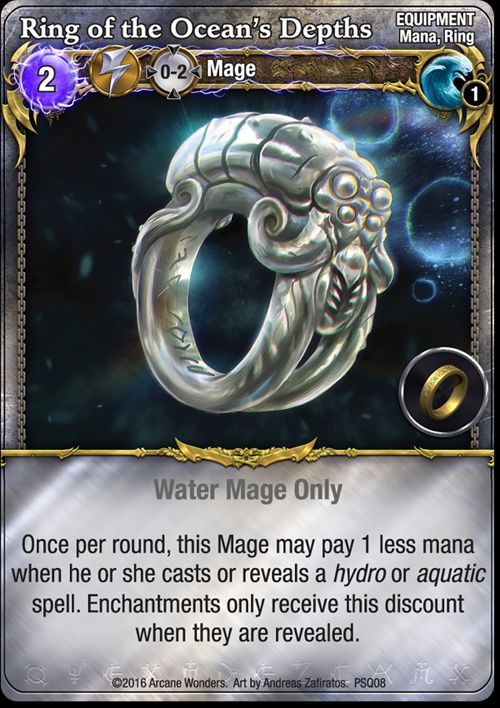 Ring of the Ocean's Depths
EQUIPMENT
Mana, Ring
2
0-2
Mage
1
Water Mage Only
Once per round, this Mage may pay 1 less mana
when he or she casts or reveals a hydro or aquatic
spell. Enchantments only receive this discount
when they are revealed.
©2016 Arcane Wonders. Art by Andreas Zafiratos. PSQ08